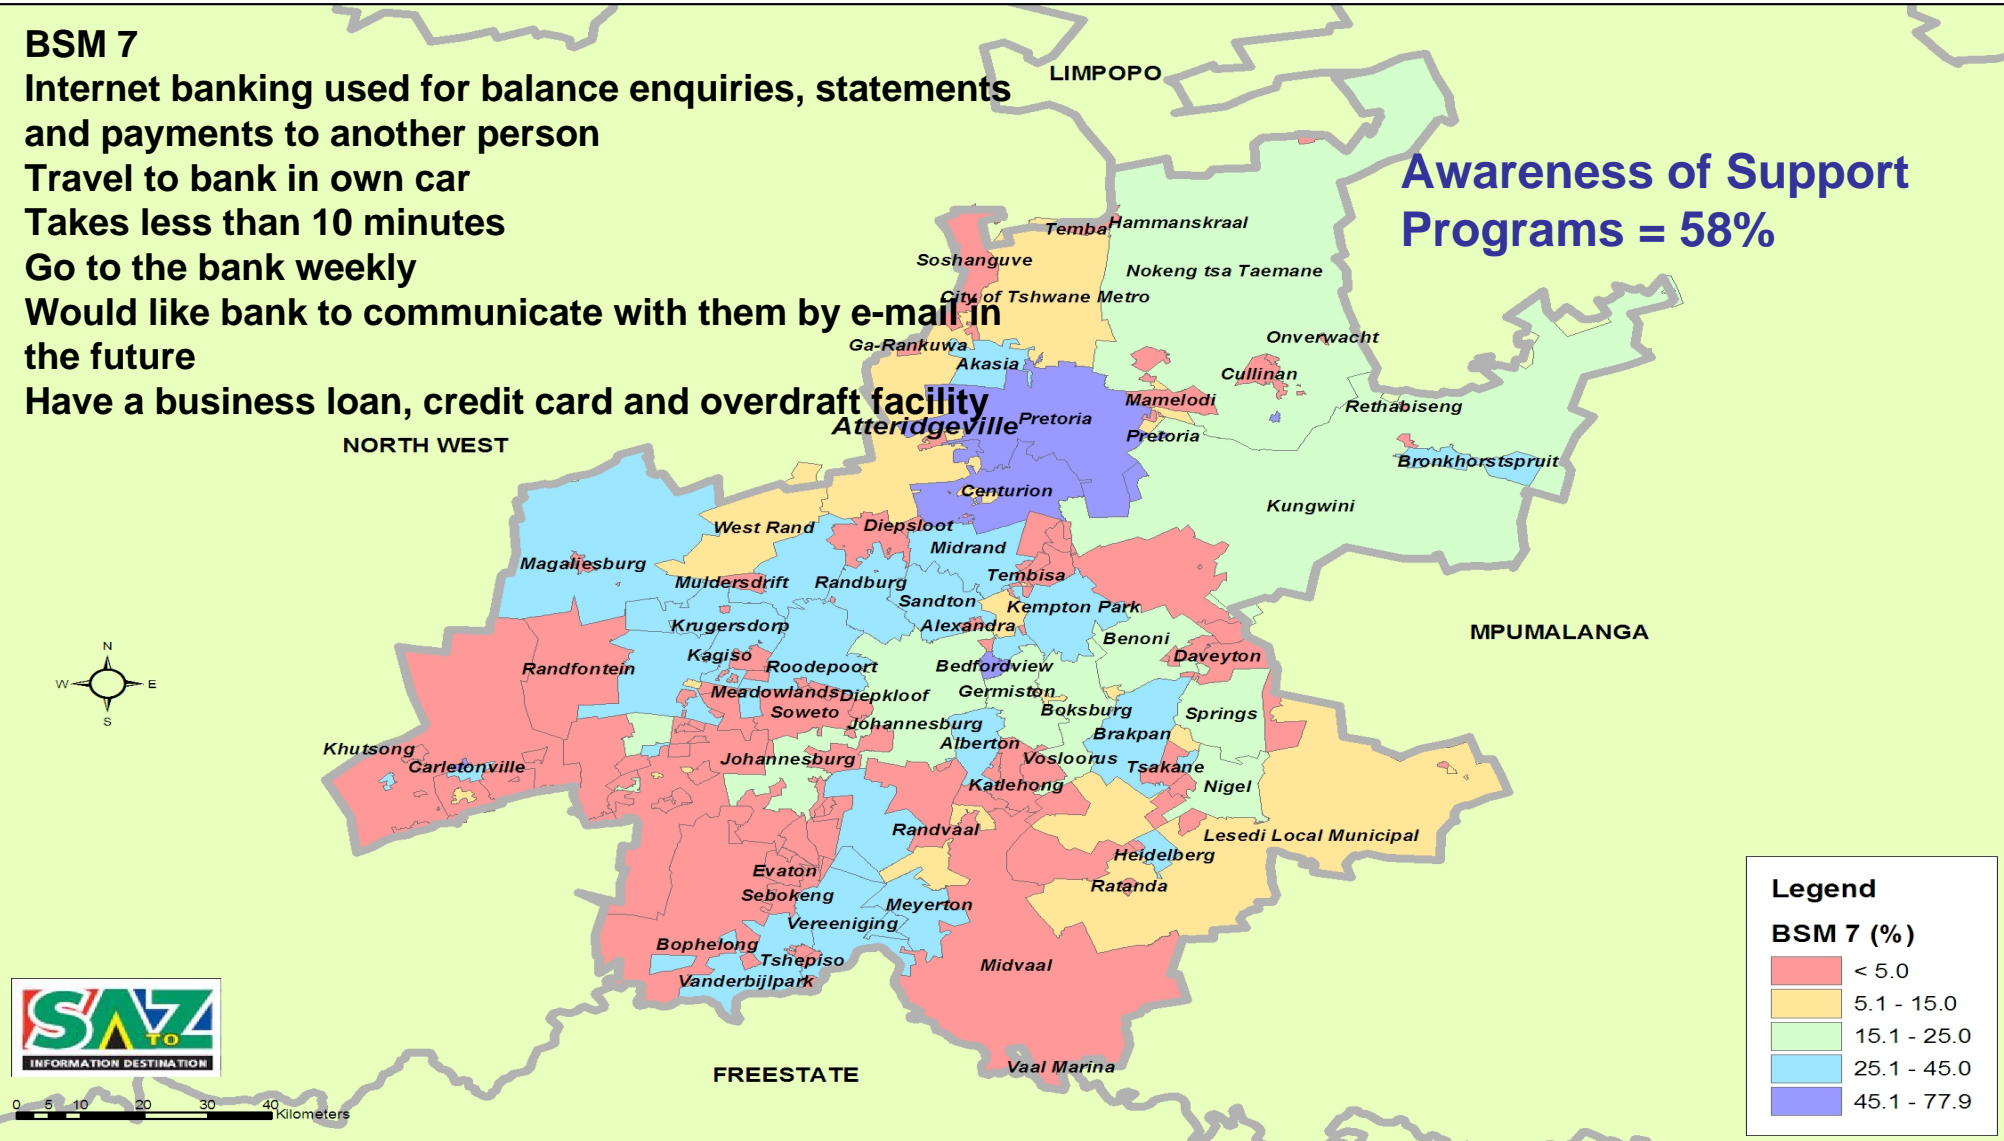 BSM 7
Internet banking used for balance enquiries, statements
and payments to another person
Travel to bank in own car
Takes less than 10 minutes
Go to the bank weekly
Would like bank to communicate with them by e-mail in
the future
Have a business loan, credit card and overdraft facility
Awareness of Support
Programs = 58%
LIMPOPO
NORTH WEST
MPUMALANGA
FREESTATE
Temba
Hammanskraal
Soshanguve
Nokeng tsa Taemane
City of Tshwane Metro
Onverwacht
Ga-Rankuwa
Akasia
Cullinan
Mamelodi
Rethabiseng
Atteridgeville
Pretoria
Pretoria
Bronkhorstspruit
Centurion
Kungwini
West Rand
Diepsloot
Midrand
Magaliesburg
Muldersdrift
Randburg
Tembisa
Sandton
Kempton Park
Krugersdorp
Alexandra
Benoni
Kagiso
Roodepoort
Bedfordview
Daveyton
Randfontein
Meadowlands
Diepkloof
Germiston
Soweto
Boksburg
Springs
Johannesburg
Alberton
Brakpan
Khutsong
Carletonville
Johannesburg
Vosloorus
Tsakane
Katlehong
Nigel
Randvaal
Lesedi Local Municipal
Heidelberg
Evaton
Ratanda
Sebokeng
Meyerton
Vereeniging
Bophelong
Tshepiso
Midvaal
Vanderbijlpark
Vaal Marina
N
W E
S
SA TO Z
INFORMATION DESTINATION
0 5 10 20 30 40
Kilometers
Legend
BSM 7 (%)
< 5.0
5.1 - 15.0
15.1 - 25.0
25.1 - 45.0
45.1 - 77.9